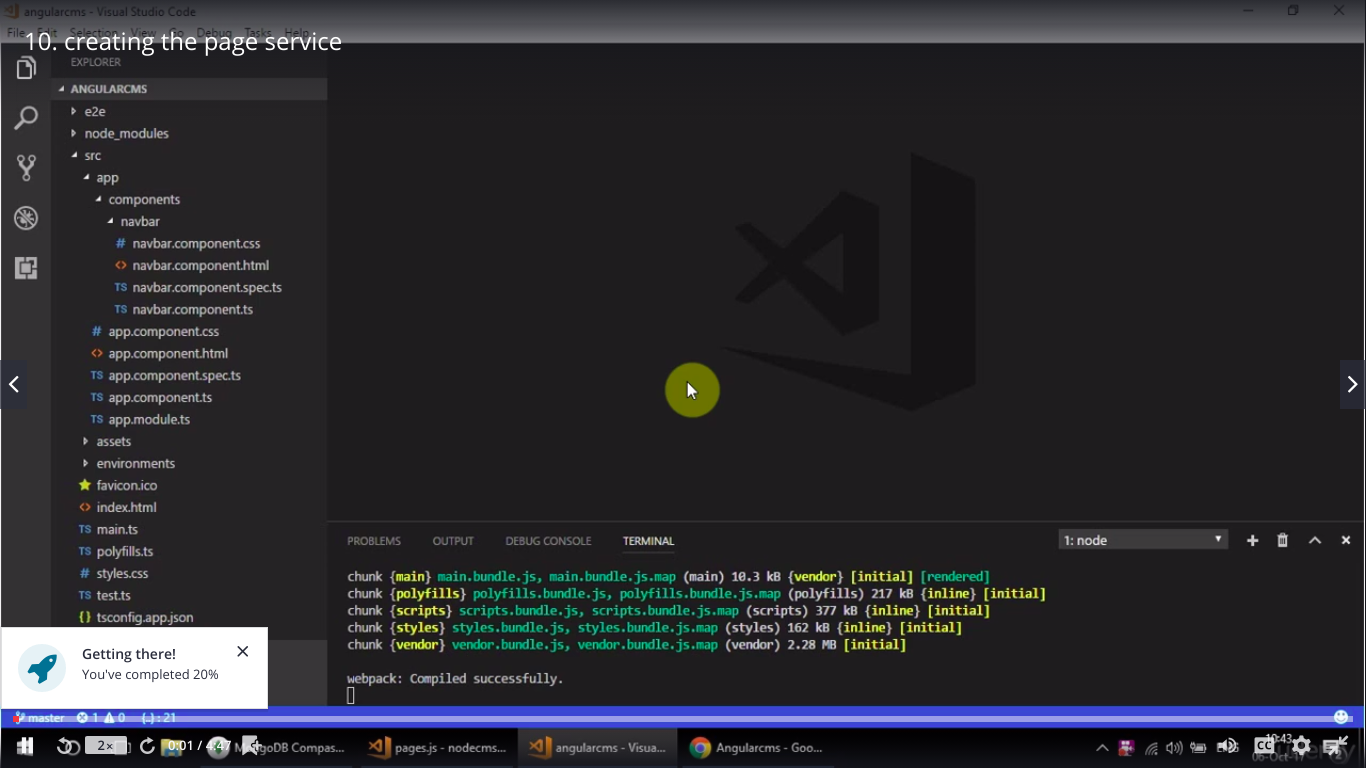 angularcms - Visual Studio Code
File Edit Selection View Go Debug Tasks Help
10. creating the page service
EXPLORER
ANGULARCMS
e2e
node_modules
src
app
components
navbar
navbar.component.css
navbar.component.html
navbar.component.spec.ts
navbar.component.ts
app.component.css
app.component.html
app.component.spec.ts
app.component.ts
app.module.ts
assets
environments
favicon.ico
index.html
main.ts
polyfills.ts
styles.css
test.ts
tsconfig.app.json
Getting there!
You've completed 20%
PROBLEMS OUTPUT DEBUG CONSOLE TERMINAL 1: node
chunk {main} main.bundle.js, main.bundle.js.map (main) 10.3 kB {vendor} [initial] [rendered]
chunk {polyfills} polyfills.bundle.js, polyfills.bundle.js.map (polyfills) 217 kB {inline} [initial]
chunk {scripts} scripts.bundle.js, scripts.bundle.js.map (scripts) 377 kB {inline} [initial]
chunk {styles} styles.bundle.js, styles.bundle.js.map (styles) 162 kB {inline} [initial]
chunk {vendor} vendor.bundle.js, vendor.bundle.js.map (vendor) 2.28 MB [initial]
webpack: Compiled successfully.
master 1 0 {..} : 21
2x 0:01 / 4:47 Compas... pages.js - nodecms... angularcms - Visua... Angularcms - Goo... CC 10:43